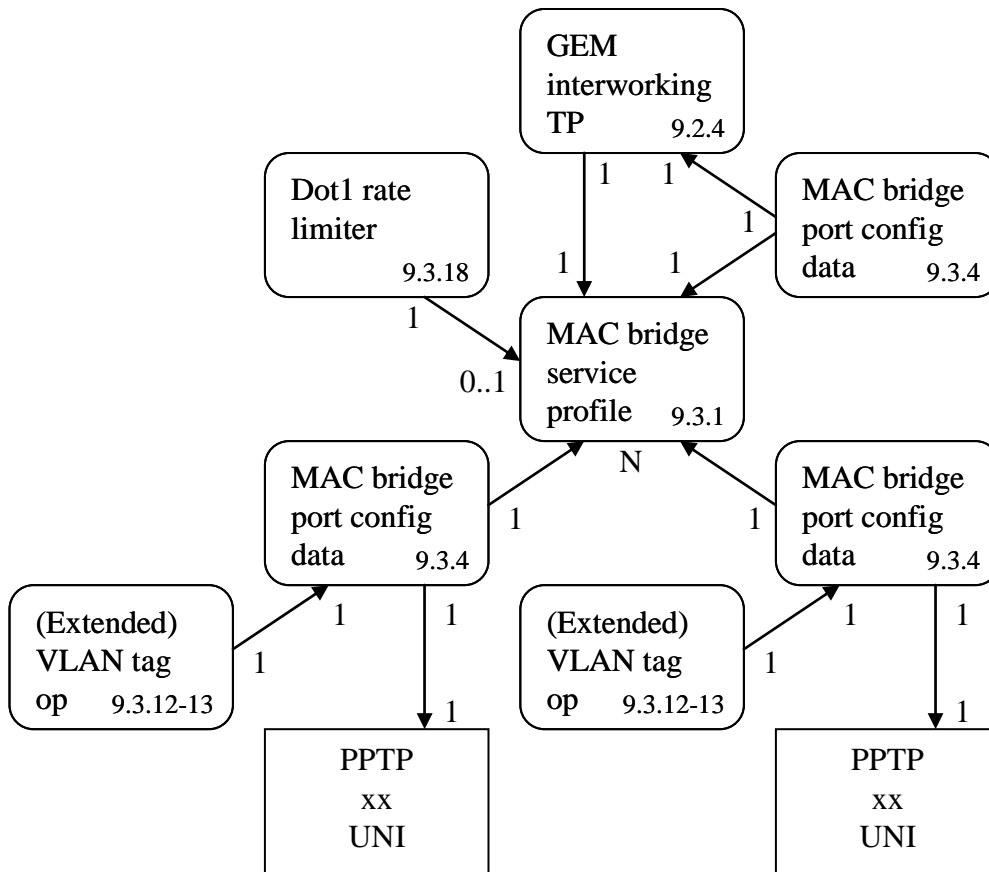 GEM
interworking
TP 9.2.4
1 1
Dot1 rate
limiter
9.3.18
MAC bridge
port config
data 9.3.4
1
1 1
1
0..1
MAC bridge
service
profile 9.3.1
N
MAC bridge
port config
data 9.3.4
1
MAC bridge
port config
data 9.3.4
1
(Extended)
VLAN tag
op 9.3.12-13
1
1 1
1
(Extended)
VLAN tag
op 9.3.12-13
1
1 1
1
PPTP
xx
UNI
PPTP
xx
UNI